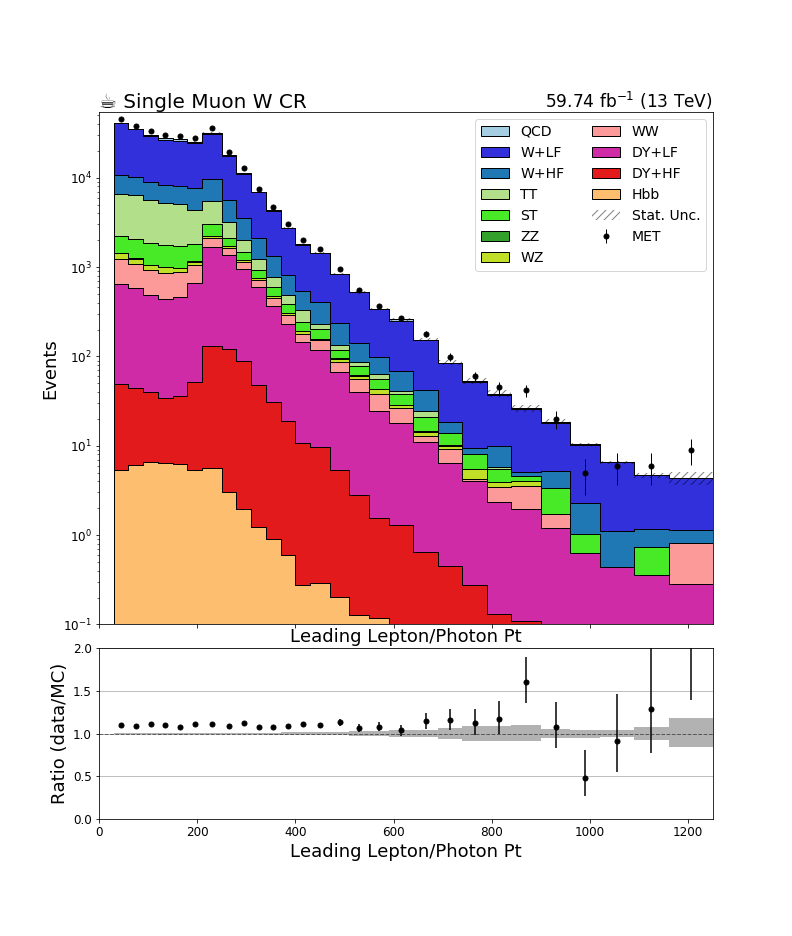 ☕ Single Muon W CR
59.74 fb⁻¹ (13 TeV)
QCD
W+LF
W+HF
TT
ST
ZZ
WZ
WW
DY+LF
DY+HF
Hbb
Stat. Unc.
MET
Events
10⁴
10³
10²
10¹
10⁰
10⁻¹
Leading Lepton/Photon Pt
Ratio (data/MC)
2.0
1.5
1.0
0.5
0.0
0 200 400 600 800 1000 1200
Leading Lepton/Photon Pt